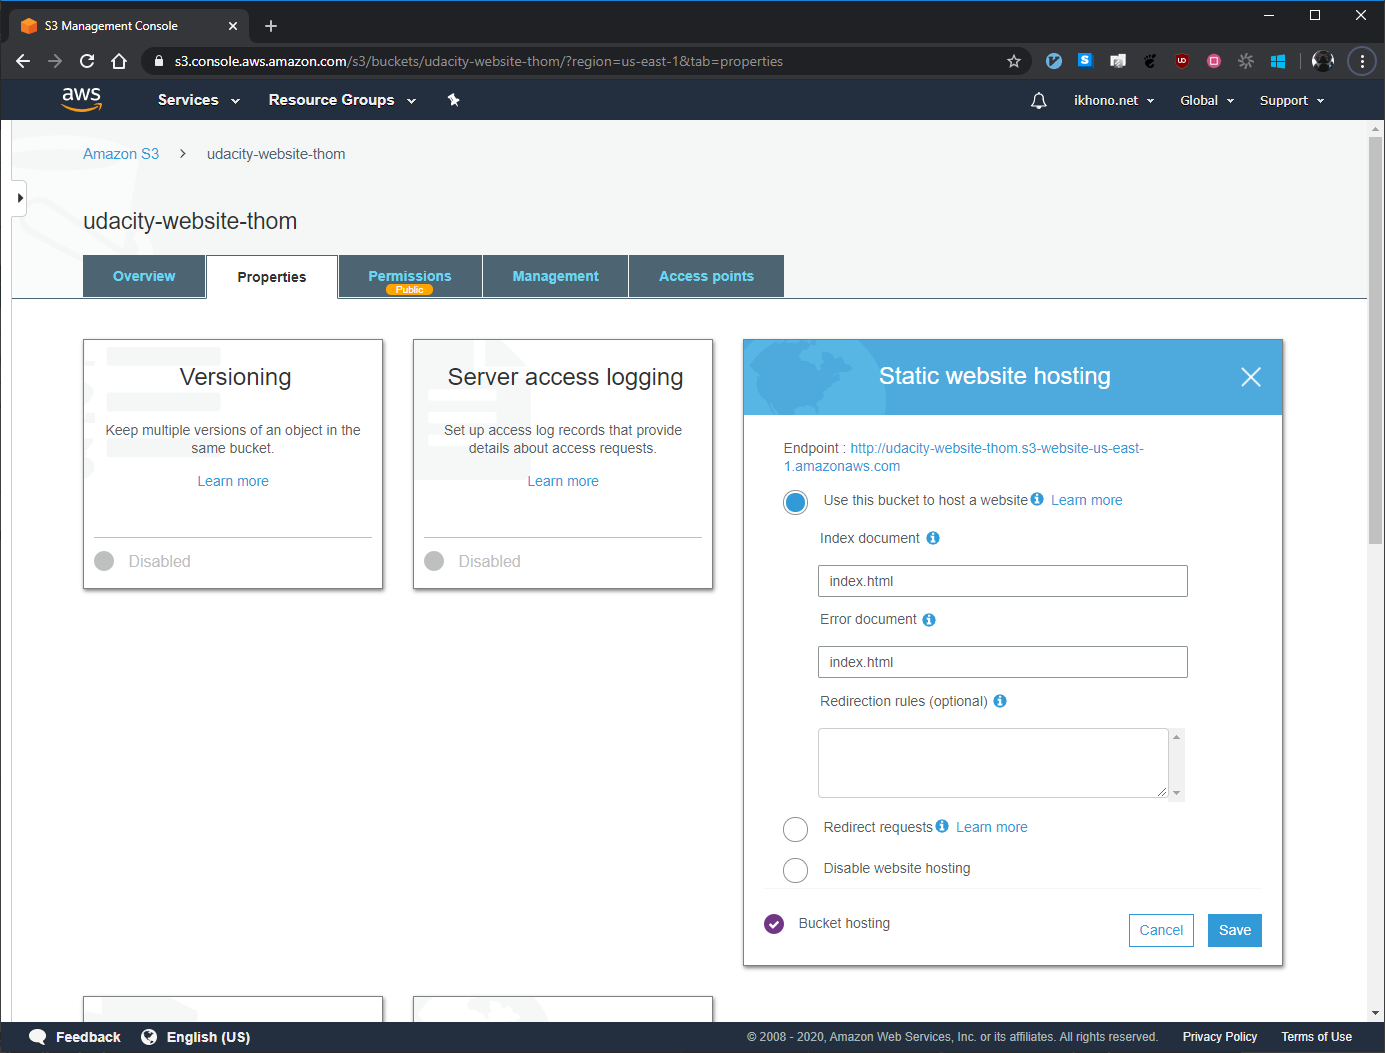 S3 Management Console
s3.console.aws.amazon.com/s3/buckets/udacity-website-thom/?region=us-east-1&tab=properties
aws
Services
Resource Groups
ikhono.net
Global
Support
Amazon S3
udacity-website-thom
udacity-website-thom
Overview
Properties
Permissions
Public
Management
Access points
Versioning
Keep multiple versions of an object in the
same bucket.
Learn more
Disabled
Server access logging
Set up access log records that provide
details about access requests.
Learn more
Disabled
Static website hosting
Endpoint : http://udacity-website-thom.s3-website-us-east-
1.amazonaws.com
Use this bucket to host a website Learn more
Index document
index.html
Error document
index.html
Redirection rules (optional)
Redirect requests Learn more
Disable website hosting
Bucket hosting
Cancel
Save
Feedback
English (US)
© 2008 - 2020, Amazon Web Services, Inc. or its affiliates. All rights reserved.
Privacy Policy
Terms of Use